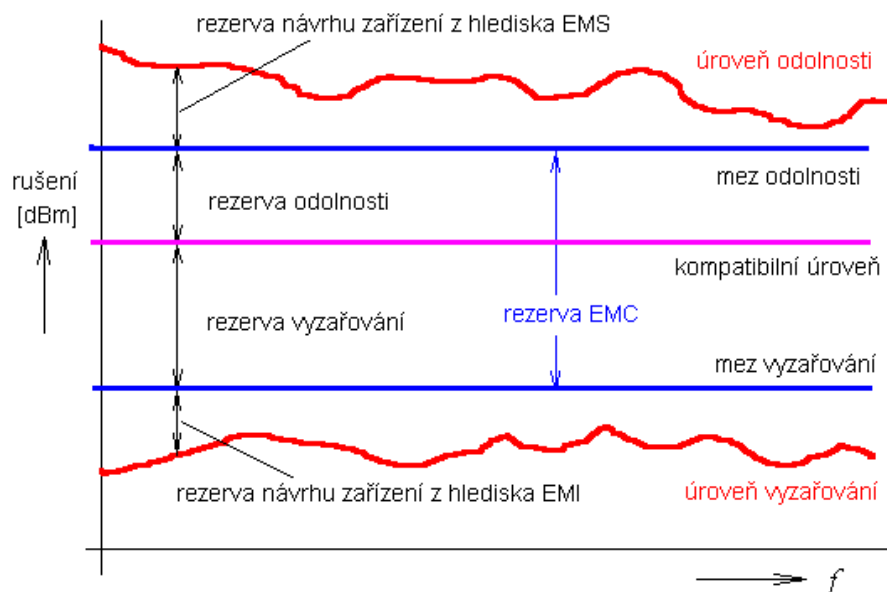 rezerva návrhu zařízení z hlediska EMS
úroveň odolnosti
rušení
[dBm]
mez odolnosti
rezerva odolnosti
kompatibilní úroveň
rezerva vyzařování
rezerva EMC
mez vyzařování
rezerva návrhu zařízení z hlediska EMI
úroveň vyzařování
f